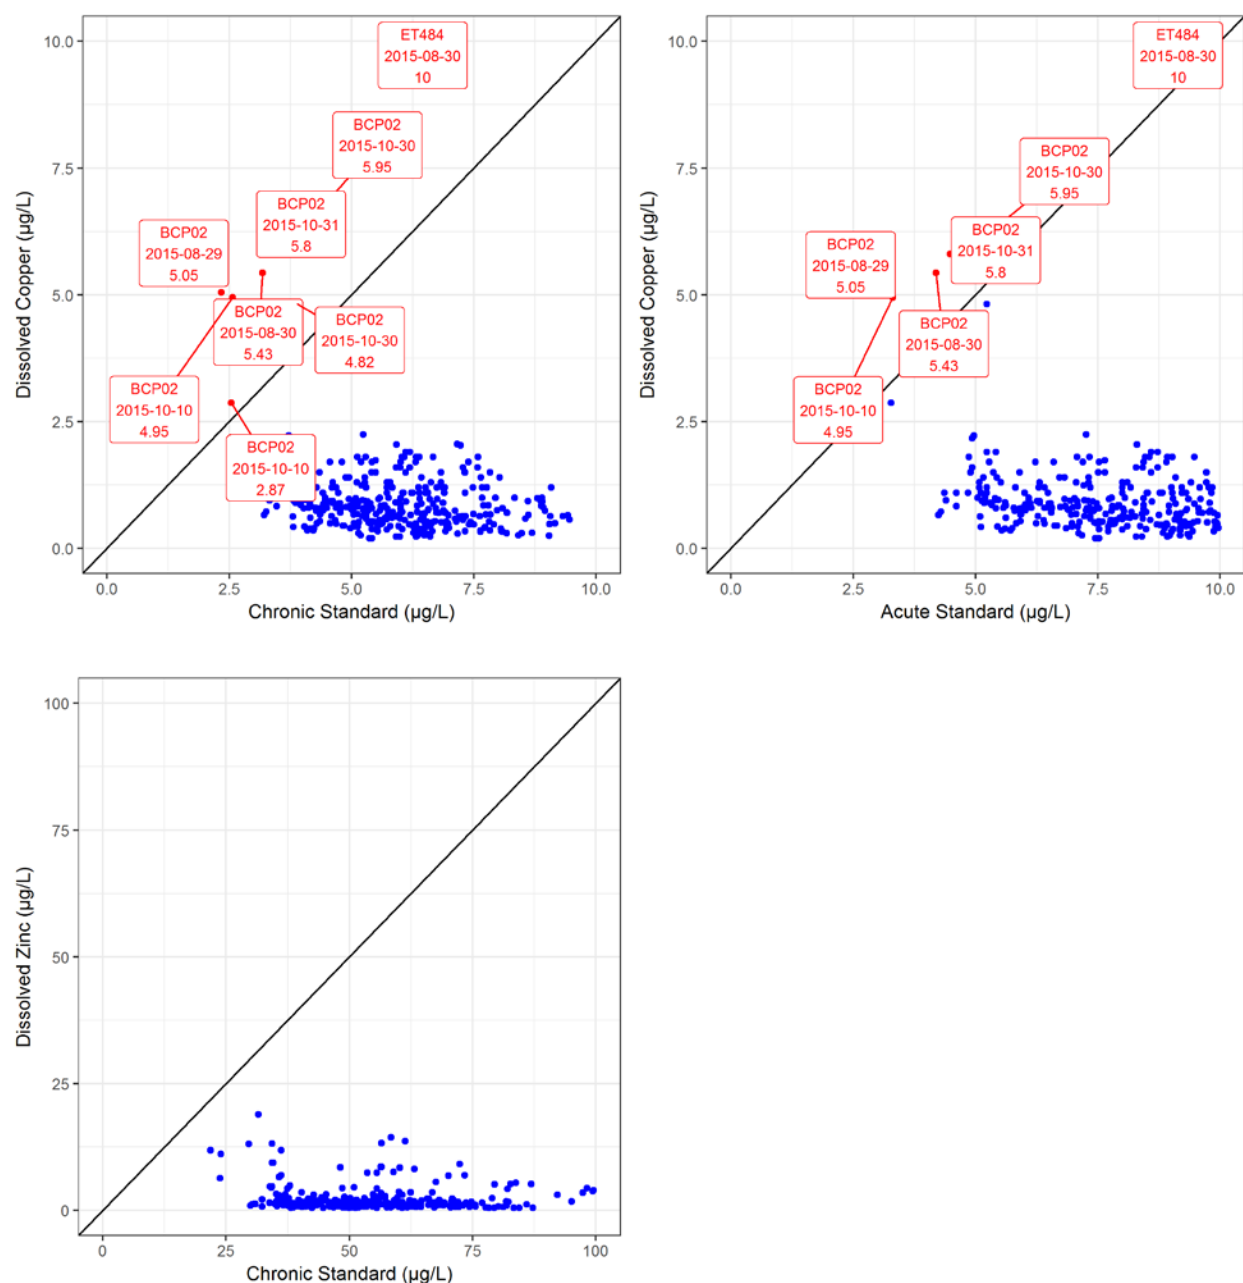 ET484
2015-08-30
10
BCP02
2015-10-30
5.95
BCP02
2015-10-31
5.8
BCP02
2015-08-29
5.05
BCP02
2015-08-30
5.43
BCP02
2015-10-30
4.82
BCP02
2015-10-10
4.95
BCP02
2015-10-10
2.87
10.0
7.5
5.0
2.5
0.0
Dissolved Copper (µg/L)
0.0 2.5 5.0 7.5 10.0
Chronic Standard (µg/L)
ET484
2015-08-30
10
BCP02
2015-10-30
5.95
BCP02
2015-10-31
5.8
BCP02
2015-08-29
5.05
BCP02
2015-08-30
5.43
BCP02
2015-10-10
4.95
10.0
7.5
5.0
2.5
0.0
Dissolved Copper (µg/L)
0.0 2.5 5.0 7.5 10.0
Acute Standard (µg/L)
100
75
50
25
0
Dissolved Zinc (µg/L)
0 25 50 75 100
Chronic Standard (µg/L)